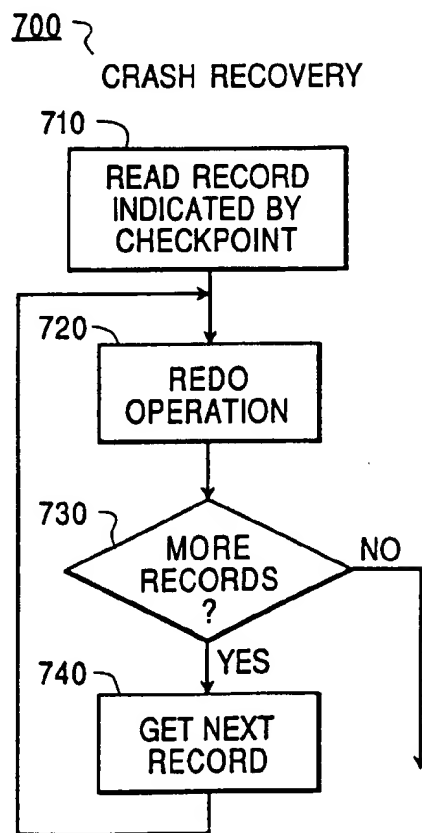 700
CRASH RECOVERY
710
READ RECORD
INDICATED BY
CHECKPOINT
720
REDO
OPERATION
730
MORE
RECORDS
?
NO
YES
740
GET NEXT
RECORD